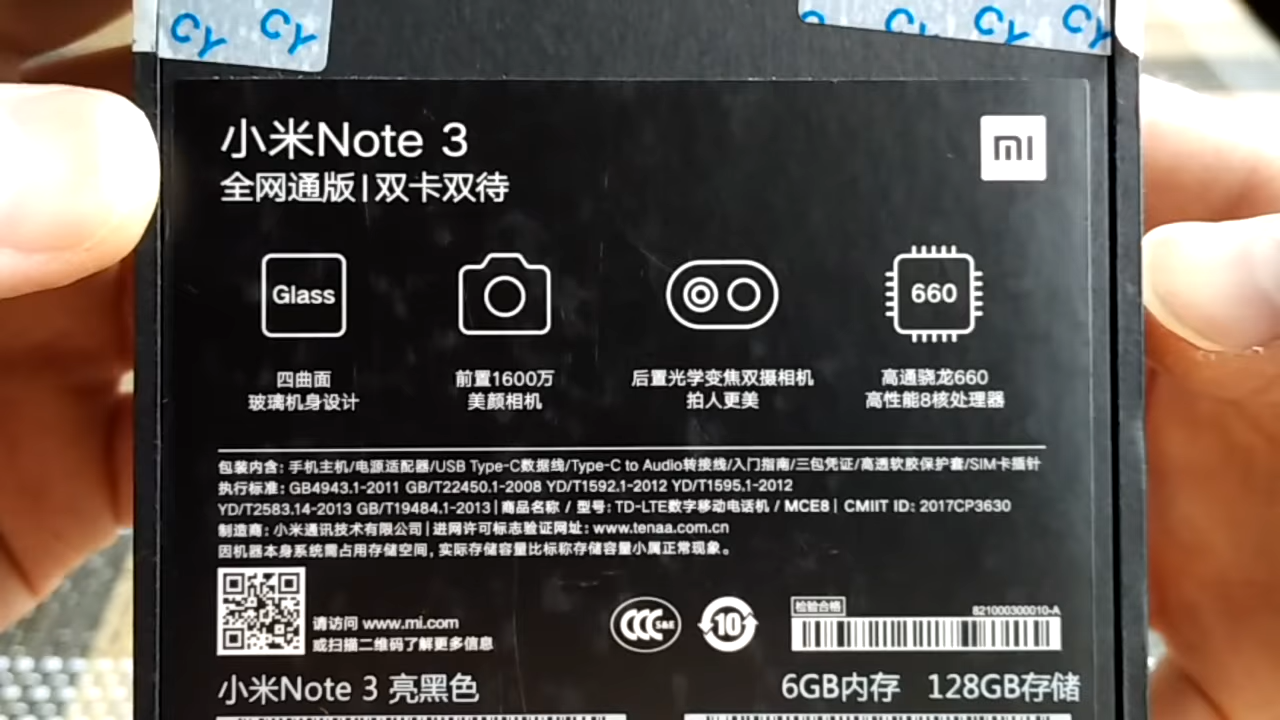 CY CY CY CY CY
小米Note 3
mi
全网通版|双卡双待
Glass
660
四曲面
玻璃机身设计
前置1600万
美颜相机
后置光学变焦双摄相机
拍人更美
高通骁龙660
高性能8核处理器
包装内含: 手机主机/电源适配器/USB Type-C数据线/Type-C to Audio转接线/入门指南/三包凭证/高透软胶保护套/SIM卡插针
执行标准: GB4943.1-2011 GB/T22450.1-2008 YD/T1592.1-2012 YD/T1595.1-2012
YD/T2583.14-2013 GB/T19484.1-2013 | 商品名称 / 型号: TD-LTE数字移动电话机 / MCE8 | CMIIT ID: 2017CP3630
制造商: 小米通讯技术有限公司 | 进网许可标志验证网址: www.tenaa.com.cn
因机器本身系统需占用存储空间, 实际存储容量比标称存储容量小属正常现象。
请访问 www.mi.com
或扫描二维码了解更多信息
CCC S&E
10
检验合格
821000300010-A
小米Note 3 亮黑色
6GB内存 128GB存储